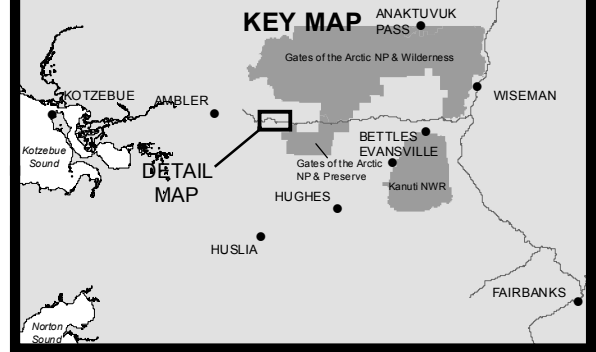 KEY MAP
ANAKTUVUK
PASS
Gates of the Arctic NP & Wilderness
KOTZEBUE
AMBLER
WISEMAN
Kotzebue
Sound
BETTLES
EVANSVILLE
DETAIL
MAP
Gates of the Arctic
NP & Preserve
Kanuti NWR
HUGHES
HUSLIA
FAIRBANKS
Norton
Sound